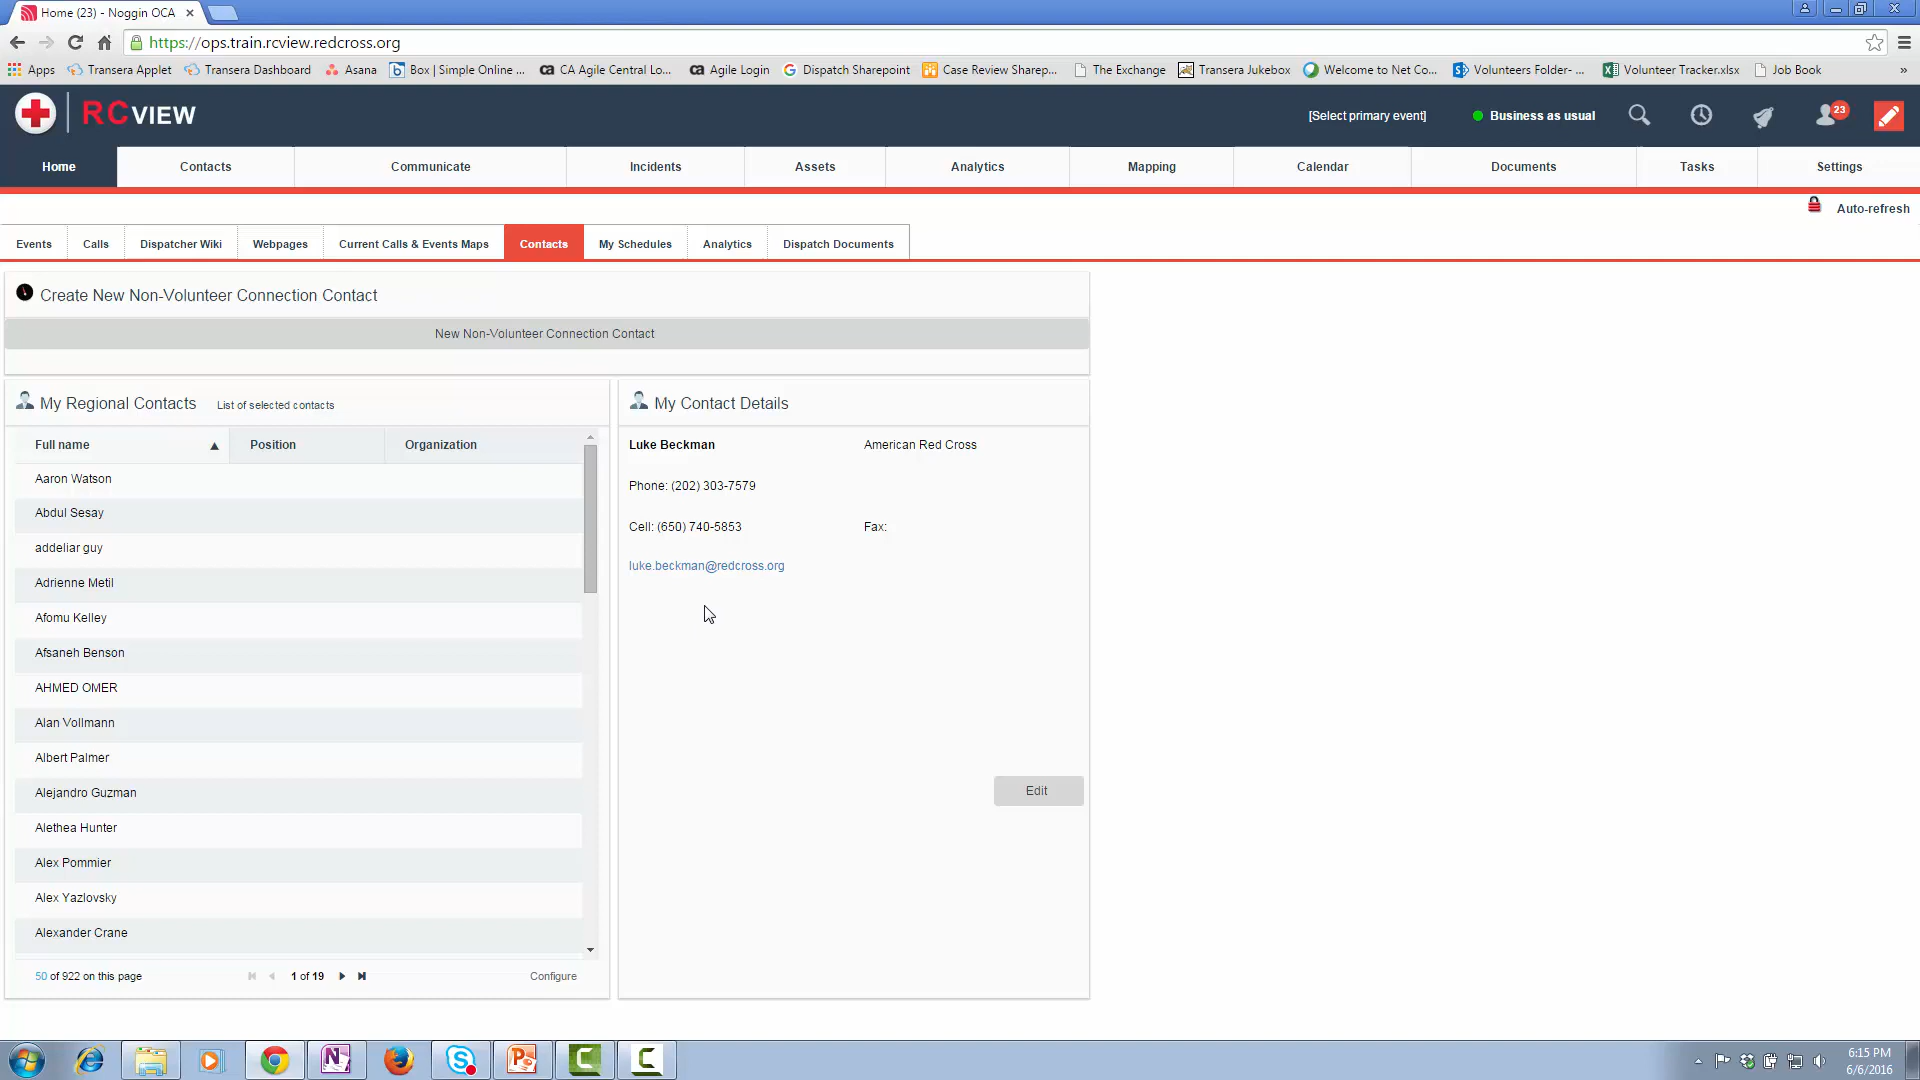 Home (23) - Noggin OCA
https://ops.train.rcview.redcross.org
Apps Transera Applet Transera Dashboard Asana Box | Simple Online ... CA Agile Central Lo... Agile Login Dispatch Sharepoint Case Review Sharep... The Exchange Transera Jukebox Welcome to Net Co... Volunteers Folder- ... Volunteer Tracker.xlsx Job Book »
RCVIEW [Select primary event] Business as usual 23
Home Contacts Communicate Incidents Assets Analytics Mapping Calendar Documents Tasks Settings
Auto-refresh
Events Calls Dispatcher Wiki Webpages Current Calls & Events Maps Contacts My Schedules Analytics Dispatch Documents
Create New Non-Volunteer Connection Contact
New Non-Volunteer Connection Contact
My Regional Contacts List of selected contacts
Full name Position Organization
Aaron Watson
Abdul Sesay
addeliar guy
Adrienne Metil
Afomu Kelley
Afsaneh Benson
AHMED OMER
Alan Vollmann
Albert Palmer
Alejandro Guzman
Alethea Hunter
Alex Pommier
Alex Yazlovsky
Alexander Crane
50 of 922 on this page 1 of 19 Configure
My Contact Details
Luke Beckman American Red Cross
Phone: (202) 303-7579
Cell: (650) 740-5853 Fax:
luke.beckman@redcross.org
Edit
6:15 PM
6/6/2016